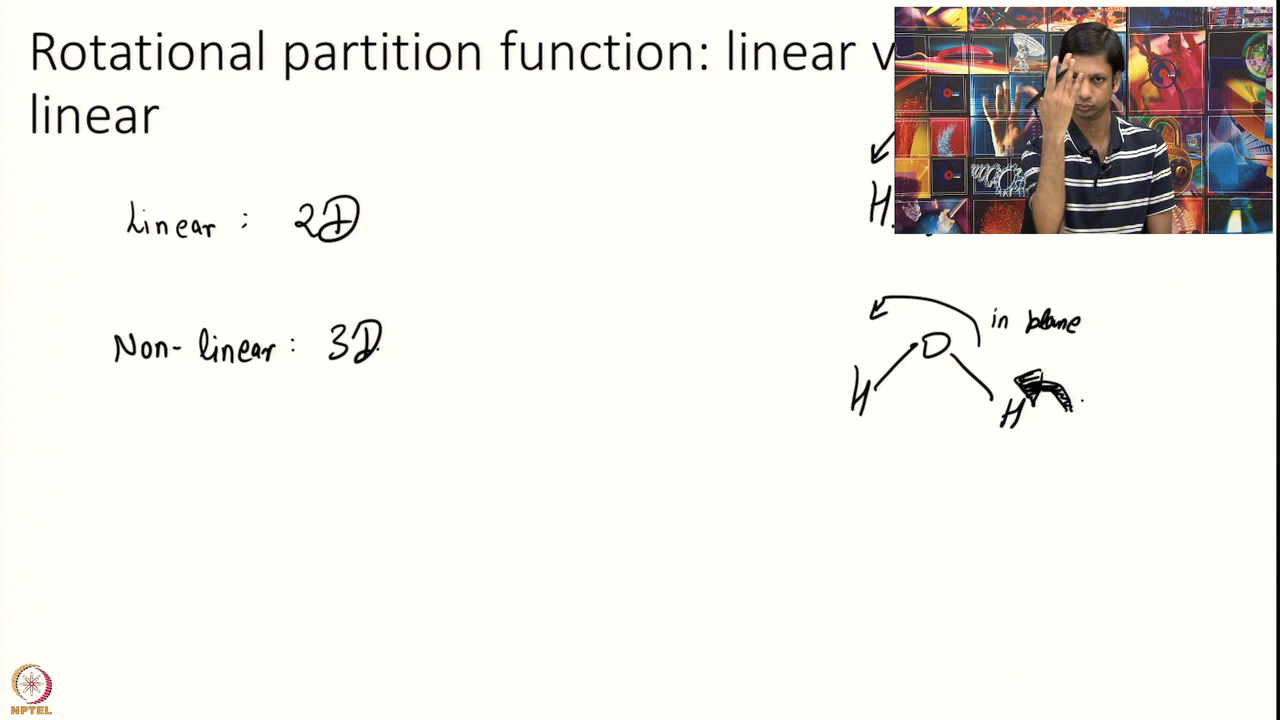 Rotational partition function: linear v
linear
Linear : 2D
H
Non-linear : 3D
in plane
O
H
H
NPTEL